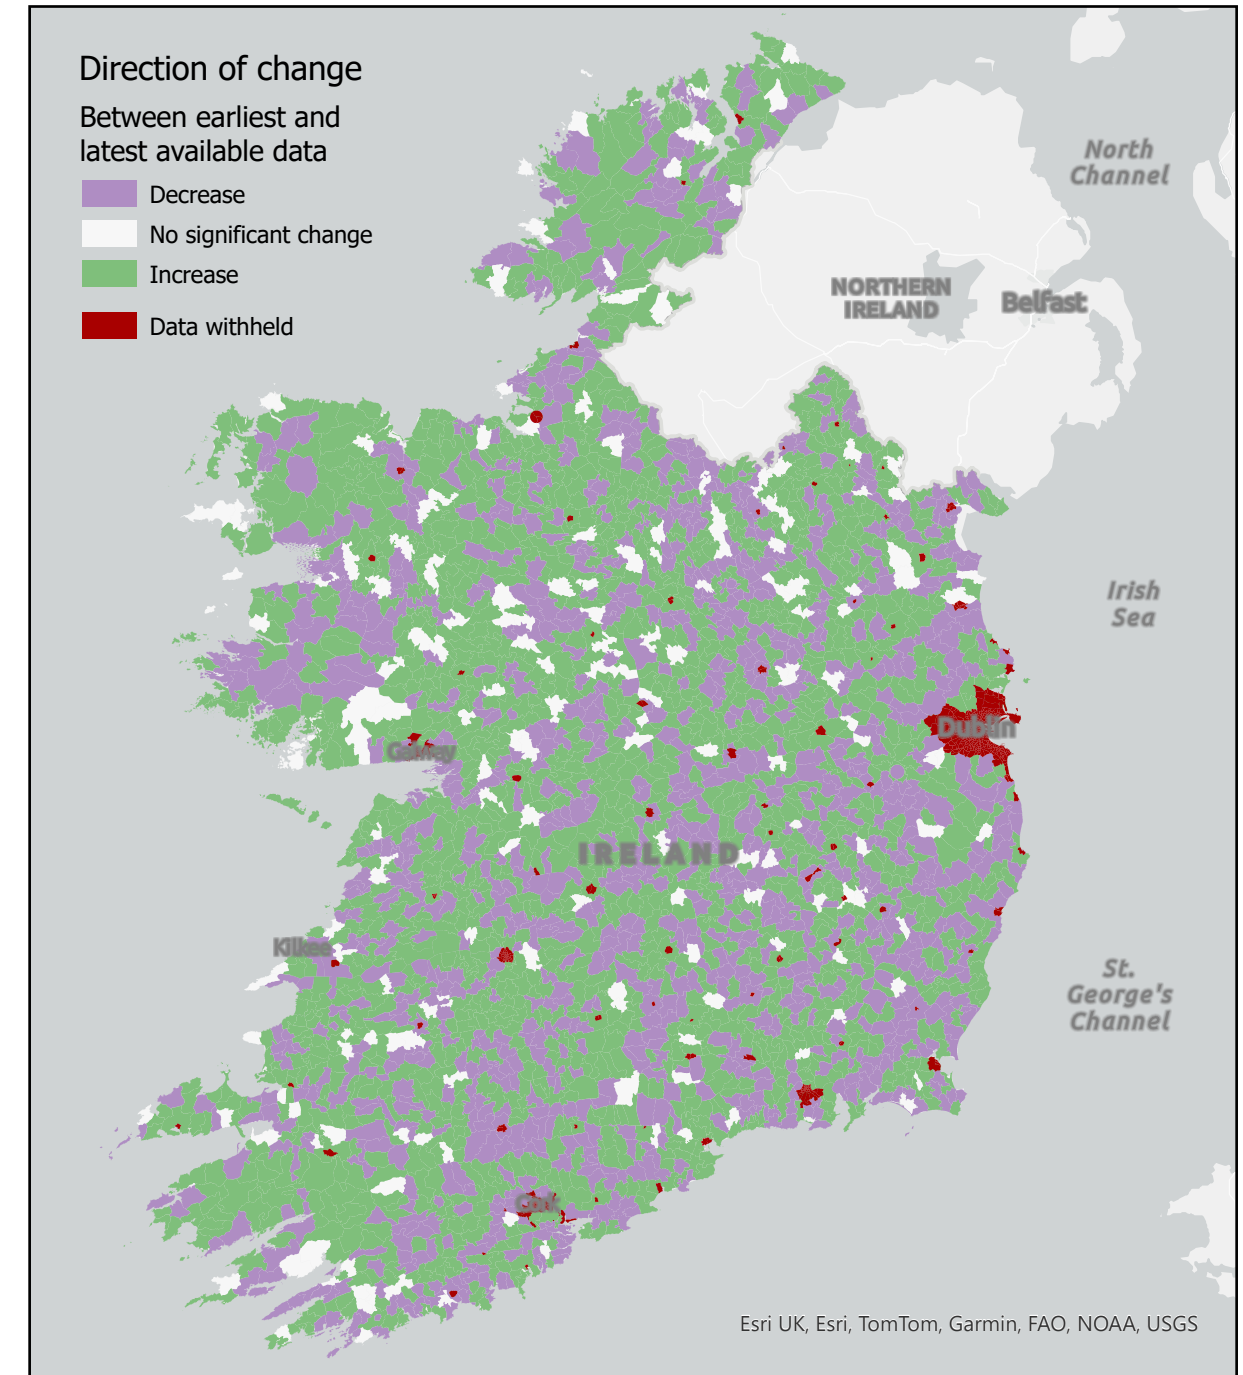 Direction of change
Between earliest and
latest available data
Decrease
No significant change
Increase
Data withheld
North
Channel
NORTHERN
IRELAND
Belfast
Irish
Sea
Dublin
Galway
IRELAND
Kilkee
St.
George's
Channel
Cork
Esri UK, Esri, TomTom, Garmin, FAO, NOAA, USGS